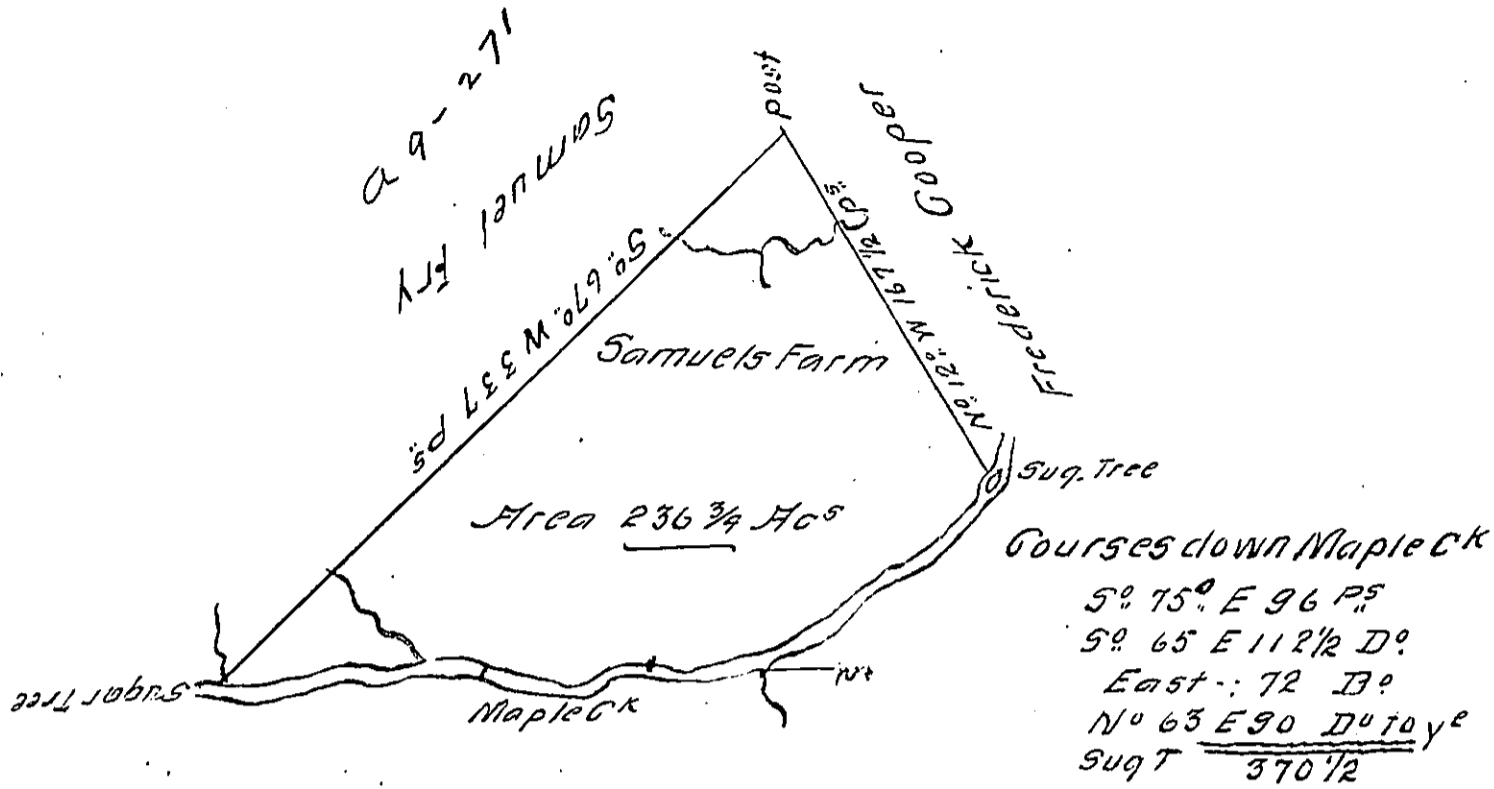 a 9-271
Samuel Fry
post
Frederick Cooper
So. 67o. W 337 ps.
No. 12o. W 167 1/2 (ps.
Samuels Farm
Area 236 3/4 Acs
Sug. Tree
Sugar Tree
Maple Ck
Courses down Maple Ck
So. 75o. E 96 Ps
So. 65 E 112 1/2 Do.
East -: 72 Do
No 63 E 90 Do to ye
Sug T 370 1/2